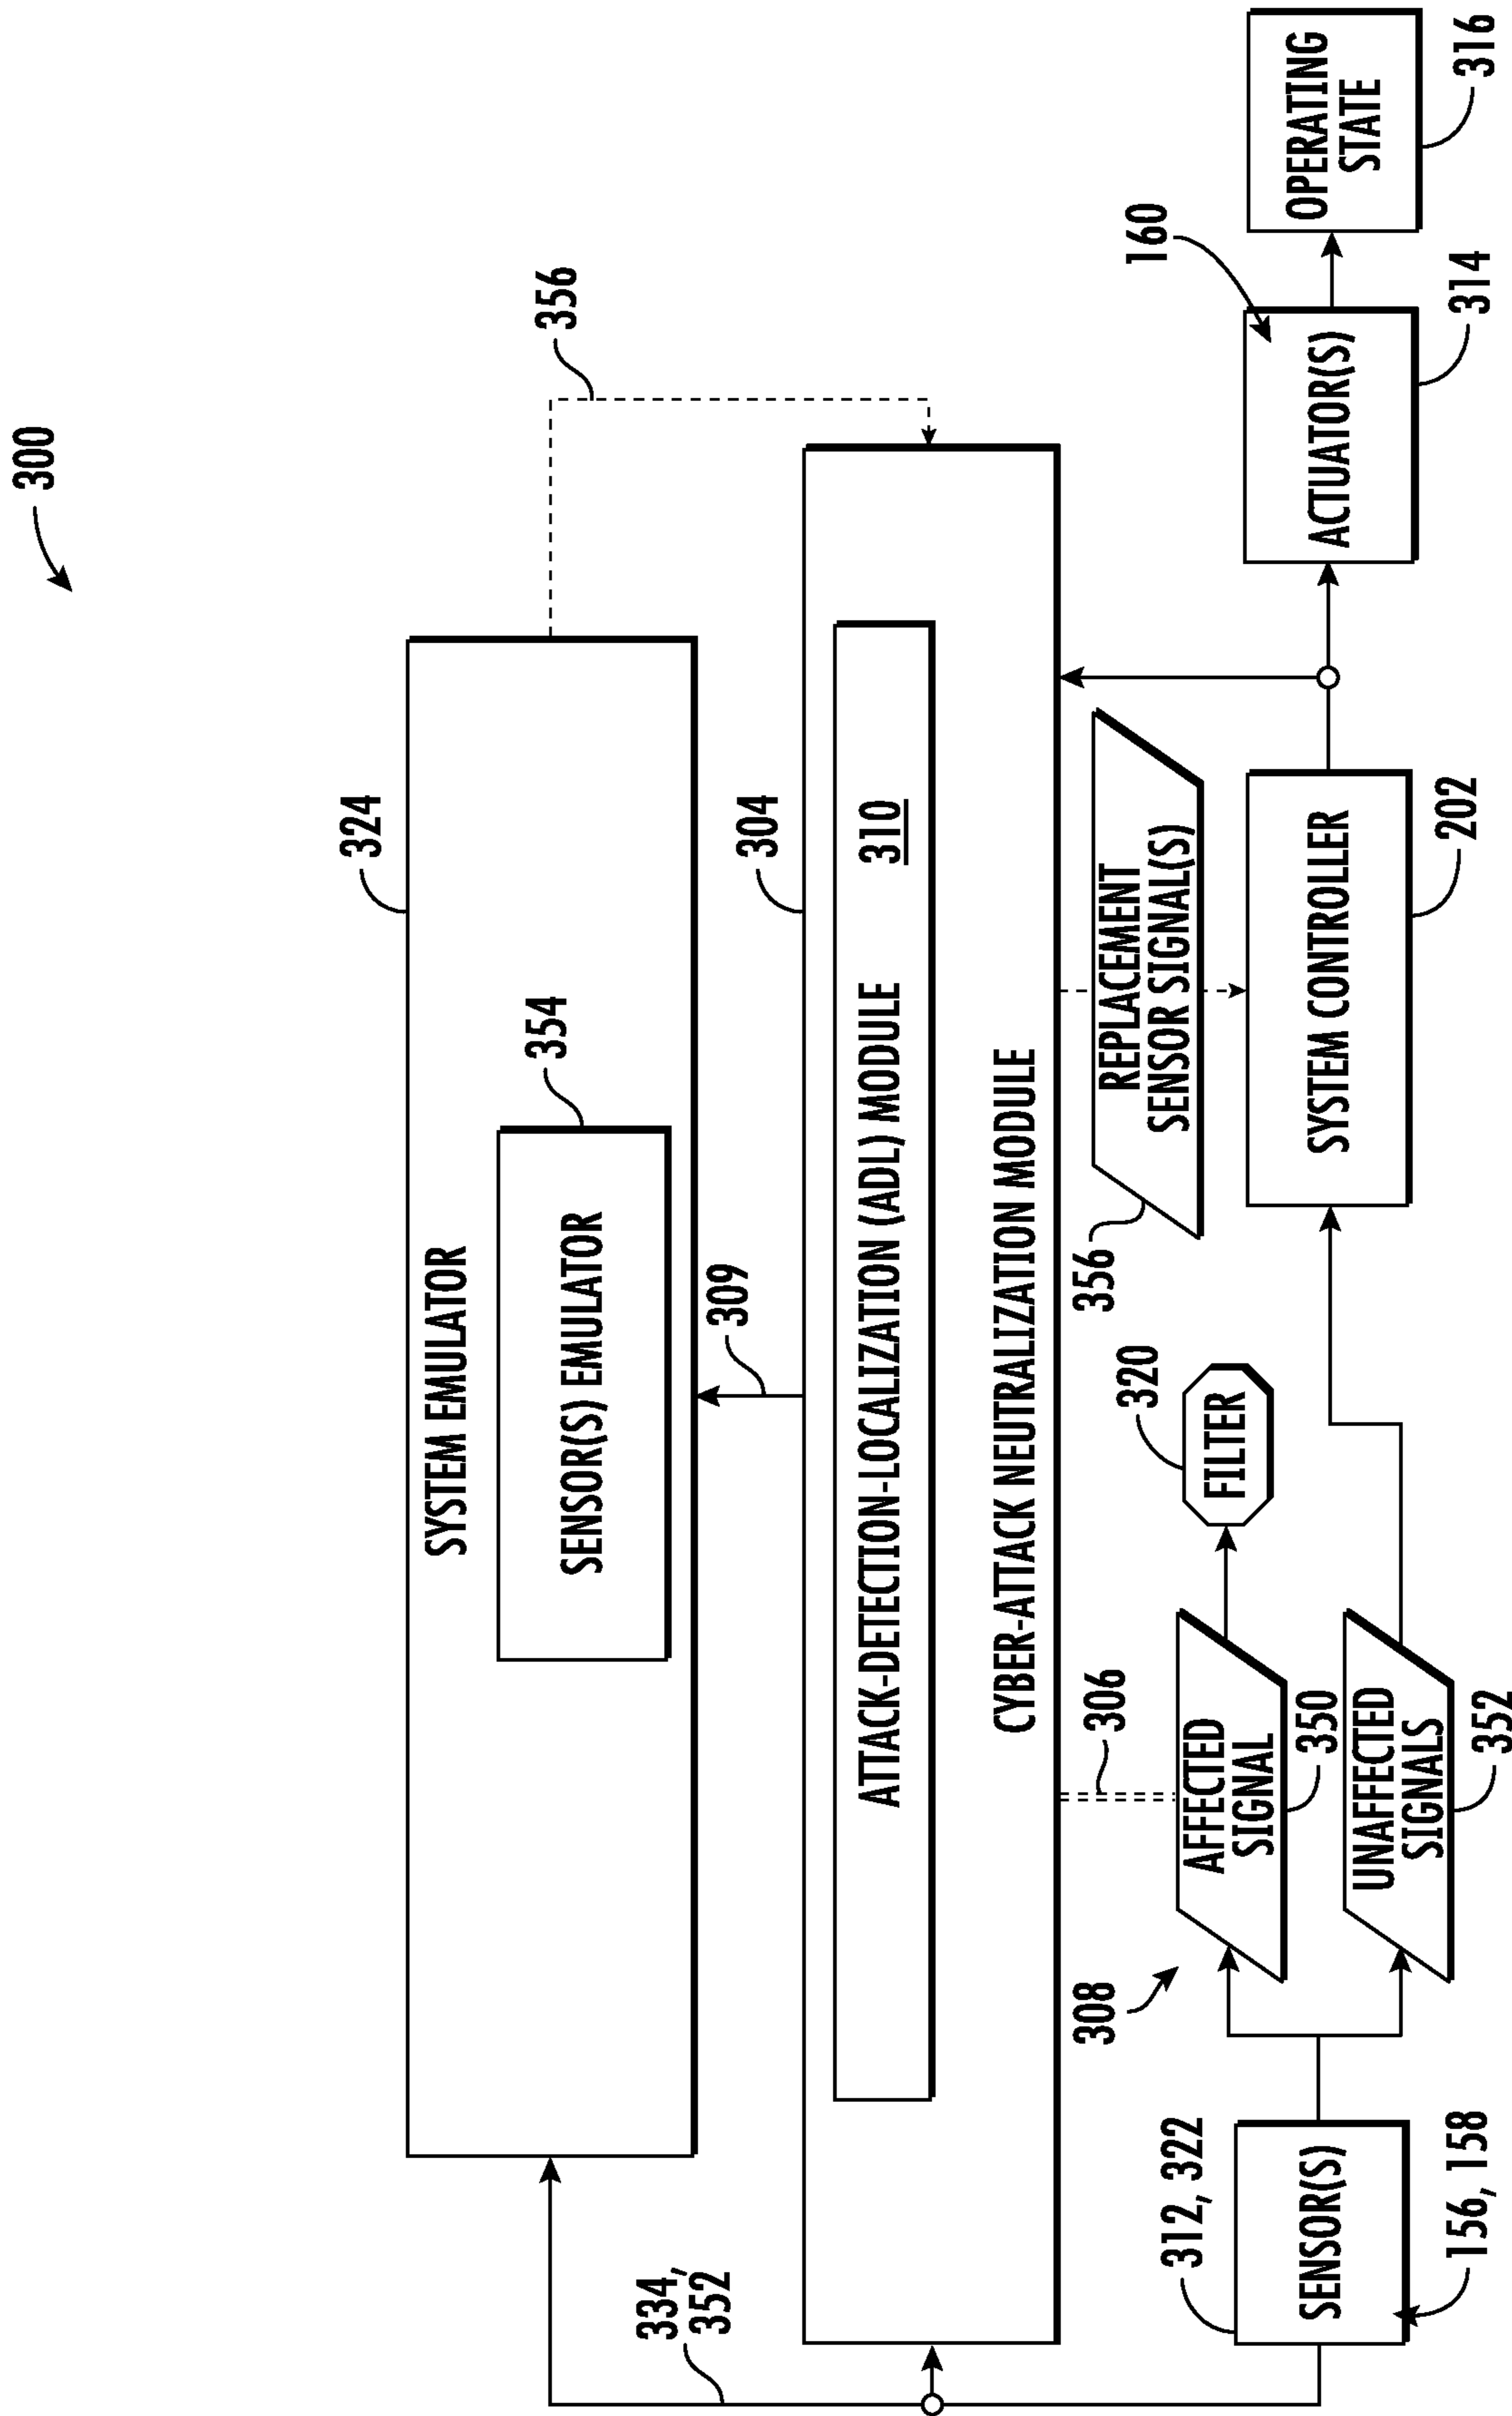 300
324
SYSTEM EMULATOR
354
SENSOR(S) EMULATOR
356
334,
352
309
304
ATTACK-DETECTION-LOCALIZATION (ADL) MODULE
310
CYBER-ATTACK NEUTRALIZATION MODULE
308
306
320
FILTER
356
REPLACEMENT
SENSOR SIGNAL(S)
160
312, 322
SENSOR(S)
156, 158
AFFECTED
SIGNAL
350
UNAFFECTED
SIGNALS
352
SYSTEM CONTROLLER
202
ACTUATOR(S)
314
OPERATING
STATE
316